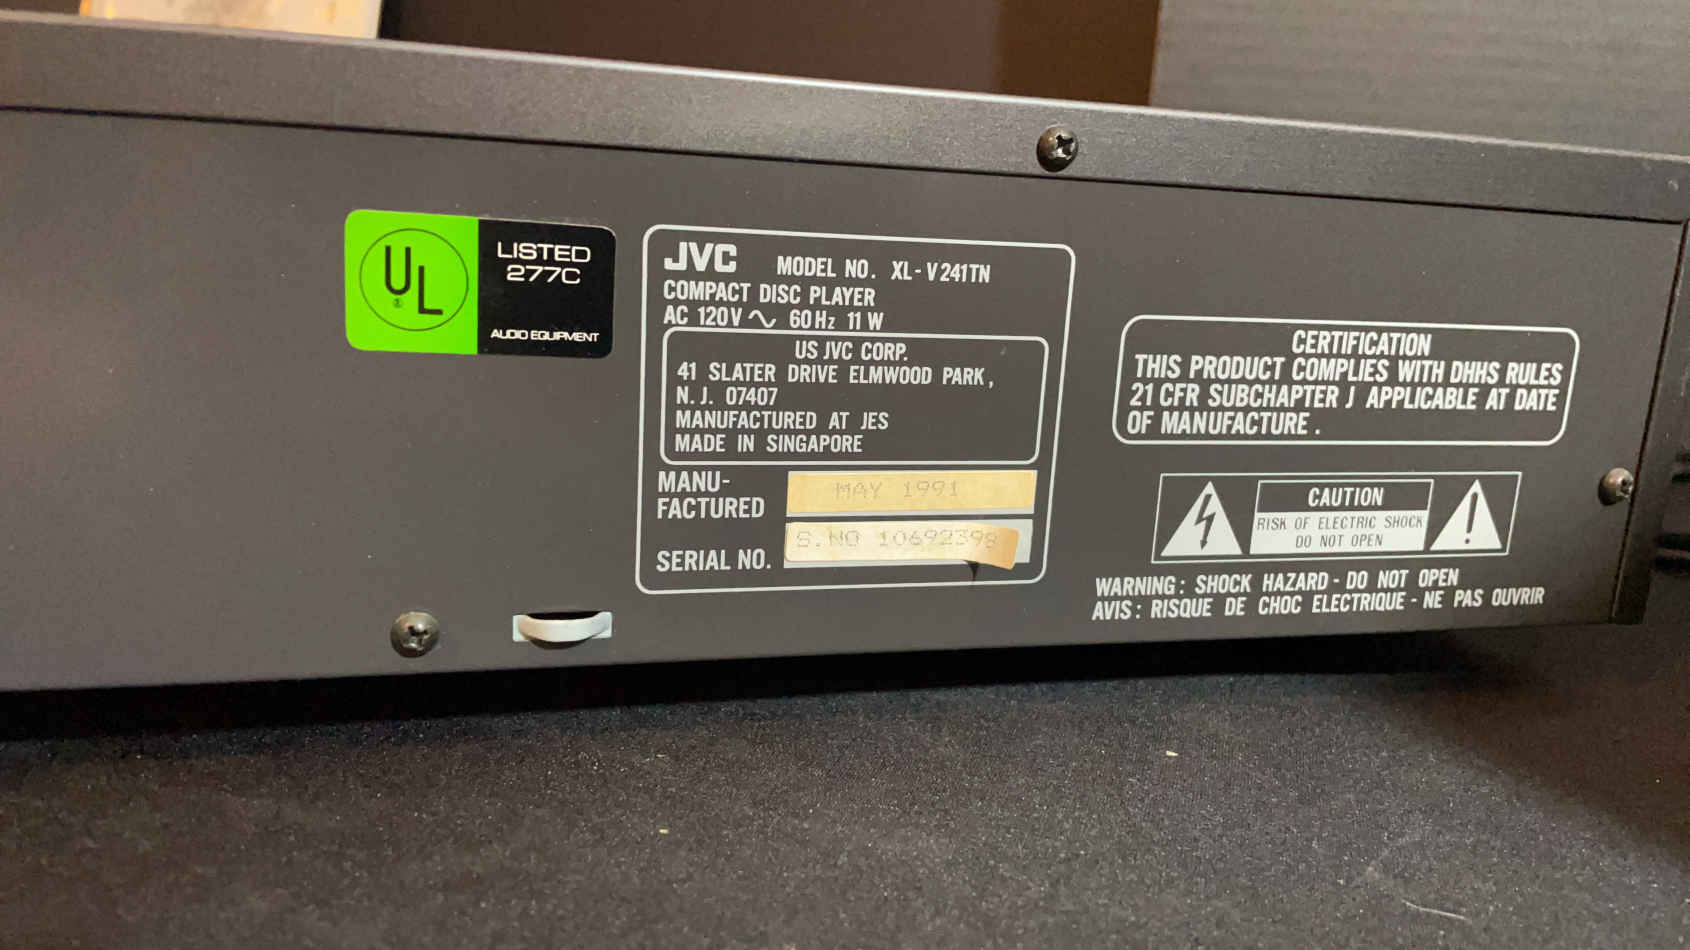 UL
®
LISTED
277C
AUDIO EQUIPMENT
JVC MODEL NO. XL-V241TN
COMPACT DISC PLAYER
AC 120V ∿ 60Hz 11W
US JVC CORP.
41 SLATER DRIVE ELMWOOD PARK,
N.J. 07407
MANUFACTURED AT JES
MADE IN SINGAPORE
MANU-
FACTURED
MAY 1991
SERIAL NO.
S.NO 10692398
CERTIFICATION
THIS PRODUCT COMPLIES WITH DHHS RULES
21 CFR SUBCHAPTER J APPLICABLE AT DATE
OF MANUFACTURE.
CAUTION
RISK OF ELECTRIC SHOCK
DO NOT OPEN
WARNING: SHOCK HAZARD - DO NOT OPEN
AVIS: RISQUE DE CHOC ELECTRIQUE - NE PAS OUVRIR